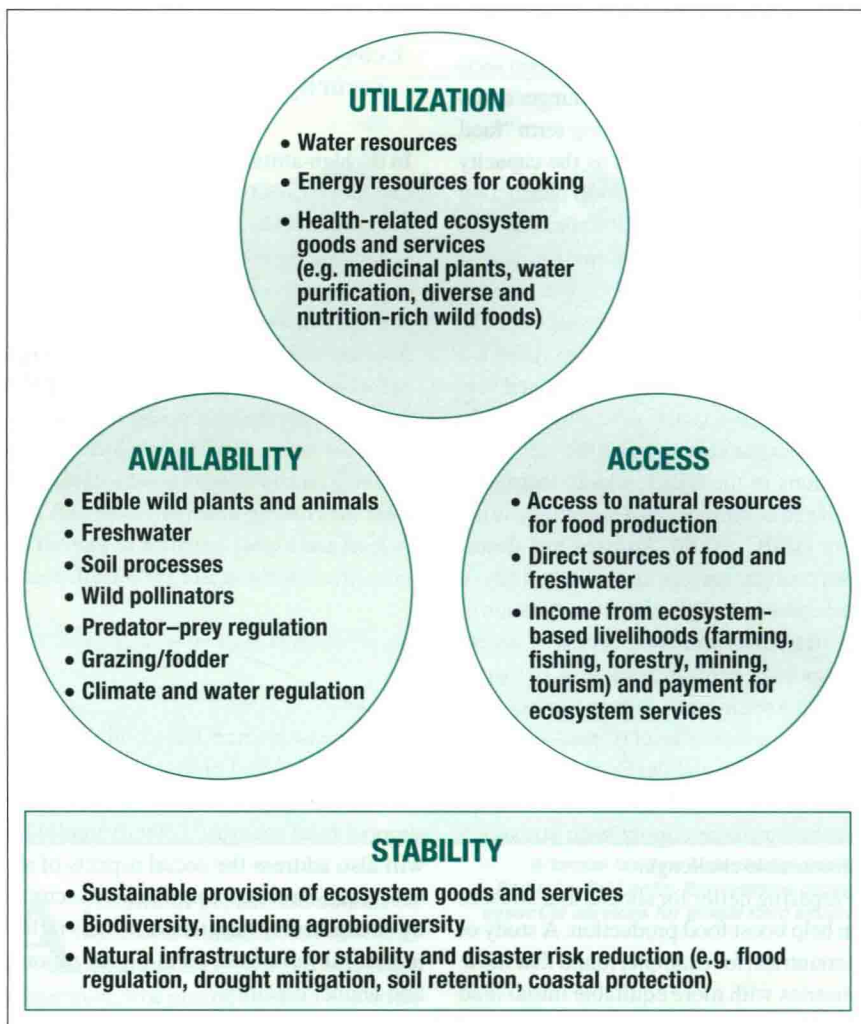 UTILIZATION
• Water resources
• Energy resources for cooking
• Health-related ecosystem
goods and services
(e.g. medicinal plants, water
purification, diverse and
nutrition-rich wild foods)
AVAILABILITY
• Edible wild plants and animals
• Freshwater
• Soil processes
• Wild pollinators
• Predator–prey regulation
• Grazing/fodder
• Climate and water regulation
ACCESS
• Access to natural resources
for food production
• Direct sources of food and
freshwater
• Income from ecosystem-
based livelihoods (farming,
fishing, forestry, mining,
tourism) and payment for
ecosystem services
STABILITY
• Sustainable provision of ecosystem goods and services
• Biodiversity, including agrobiodiversity
• Natural infrastructure for stability and disaster risk reduction (e.g. flood
regulation, drought mitigation, soil retention, coastal protection)